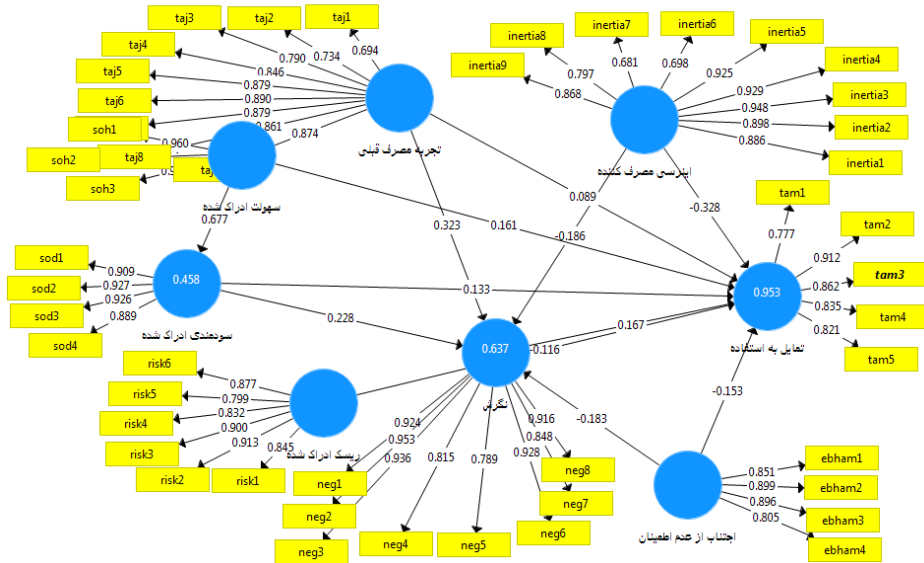 taj3
taj2
taj1
inertia7
inertia6
inertia8
inertia5
taj4
0.790
0.734
0.694
inertia9
0.797
0.681
0.698
0.925
inertia4
taj5
0.846
0.879
0.868
0.929
inertia3
taj6
0.890
0.948
0.879
0.898
inertia2
soh1
0.861
0.874
0.886
0.960
تجربه مصرف قبلی
inertia1
soh2
taj8
اینرسی مصرف کننده
soh3
taj
سهولت ادراک شده
0.089
tam1
0.677
0.161
-0.328
0.323
-0.186
0.777
tam2
sod1
0.909
0.912
sod2
0.927
0.458
0.862
tam3
sod3
0.926
0.133
0.953
0.835
tam4
sod4
0.889
0.821
سودمندی ادراک شده
0.228
0.167
تمایل به استفاده
tam5
0.637
-0.116
risk6
0.877
risk5
0.799
نگرش
-0.183
-0.153
risk4
0.832
0.924
0.916
0.900
0.953
0.848
risk3
0.913
0.845
ریسک ادراک شده
0.936
0.815
0.789
0.928
neg8
0.851
ebham1
risk2
risk1
neg1
0.899
ebham2
neg7
0.896
neg2
neg6
0.805
ebham3
neg3
neg4
neg5
اجتناب از عدم اطمینان
ebham4